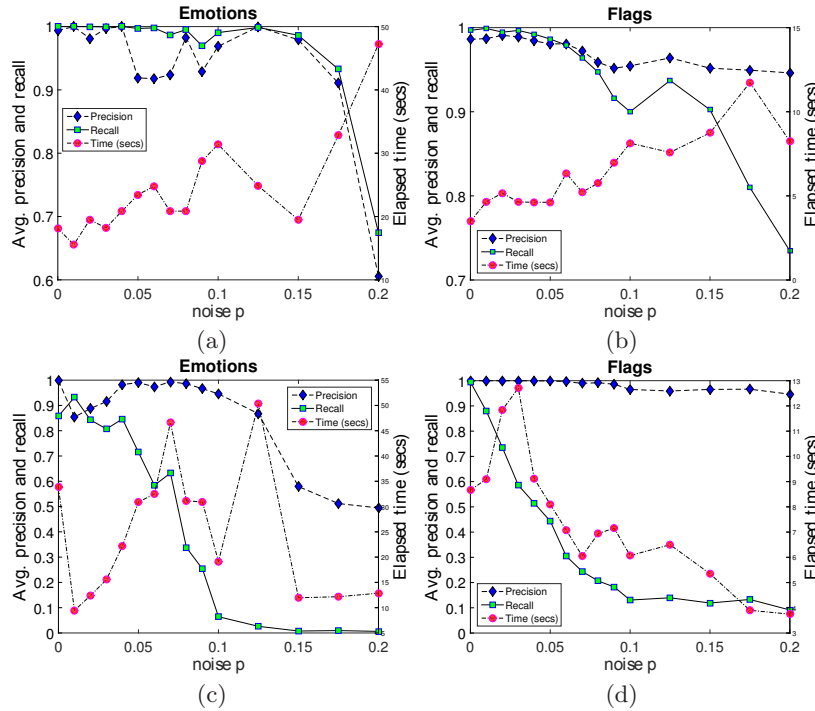 Emotions
Avg. precision and recall
1
0.9
0.8
0.7
0.6
Precision
Recall
Time (secs)
50
40
30
20
10
Elapsed time (secs)
0 0.05 0.1 0.15 0.2
noise p
(a)
Flags
Avg. precision and recall
1
0.9
0.8
0.7
Precision
Recall
Time (secs)
15
10
5
0
Elapsed time (secs)
0 0.05 0.1 0.15 0.2
noise p
(b)
Emotions
Avg. precision and recall
1
0.9
0.8
0.7
0.6
0.5
0.4
0.3
0.2
0.1
0
Precision
Recall
Time (secs)
55
50
45
40
35
30
25
20
15
10
5
Elapsed time (secs)
0 0.05 0.1 0.15 0.2
noise p
(c)
Flags
Avg. precision and recall
1
0.9
0.8
0.7
0.6
0.5
0.4
0.3
0.2
0.1
0
Precision
Recall
Time (secs)
13
12
11
10
9
8
7
6
5
4
3
Elapsed time (secs)
0 0.05 0.1 0.15 0.2
noise p
(d)